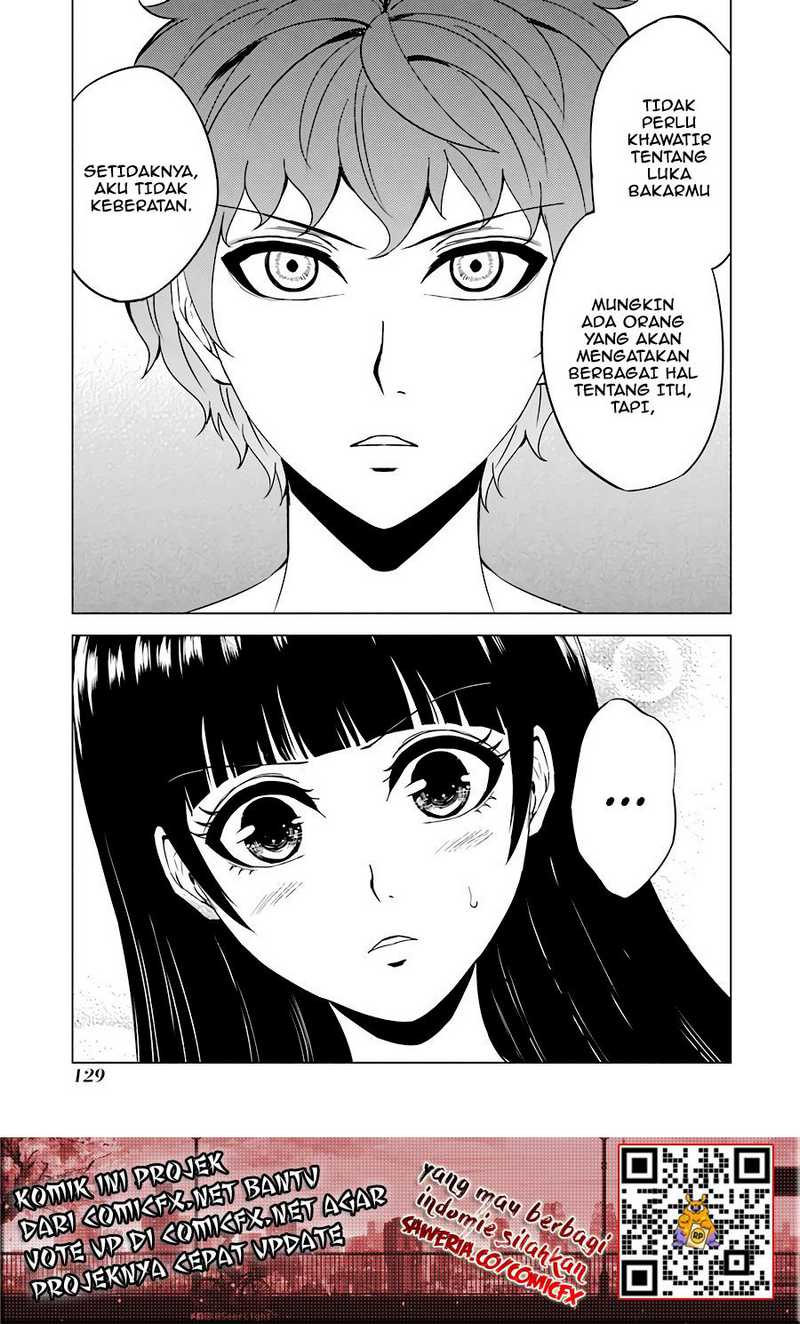 TIDAK
PERLU
KHAWATIR
TENTANG
LUKA
BAKARMU
MUNGKIN
ADA ORANG
YANG AKAN
MENGATAKAN
BERBAGAI HAL
TENTANG ITU,
TAPI,
SETIDAKNYA,
AKU TIDAK
KEBERATAN.
...
129
KOMIK INI PROJEK
DARI COMICFX.NET BANTU
VOTE UP DI COMICFX.NET AGAR
PROJEKNYA CEPAT UPDATE
yang mau berbagi
indomie silahkan
SAWERIA.CO/COMICFX
RP